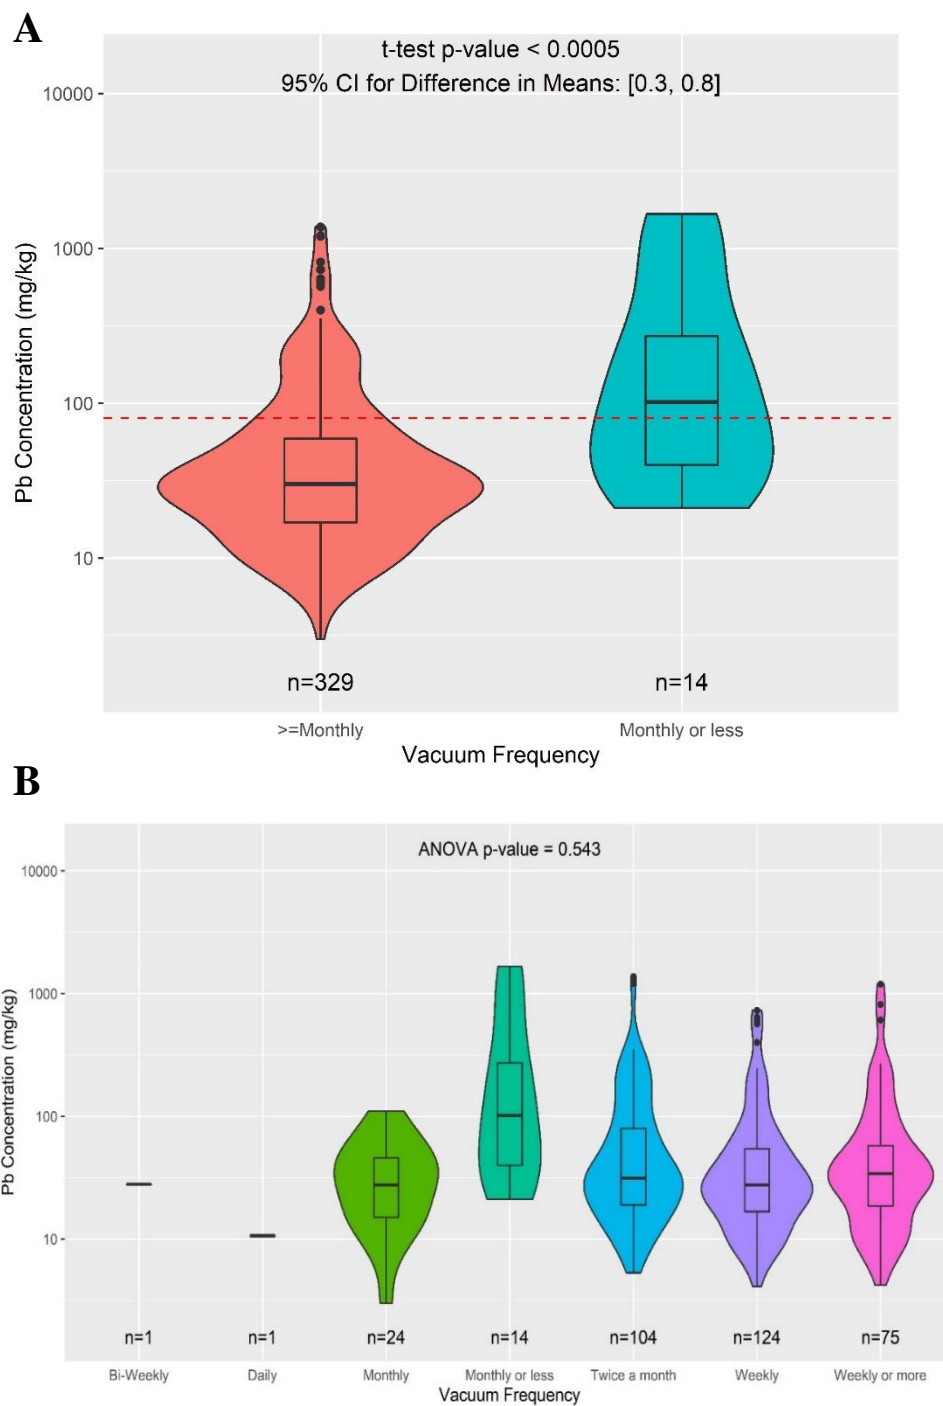 A
t-test p-value < 0.0005
95% CI for Difference in Means: [0.3, 0.8]
10000
1000
100
10
Pb Concentration (mg/kg)
n=329 n=14
>=Monthly Monthly or less
Vacuum Frequency
B
ANOVA p-value = 0.543
10000
1000
100
10
Pb Concentration (mg/kg)
n=1 n=1 n=24 n=14 n=104 n=124 n=75
Bi-Weekly Daily Monthly Monthly or less Twice a month Weekly Weekly or more
Vacuum Frequency